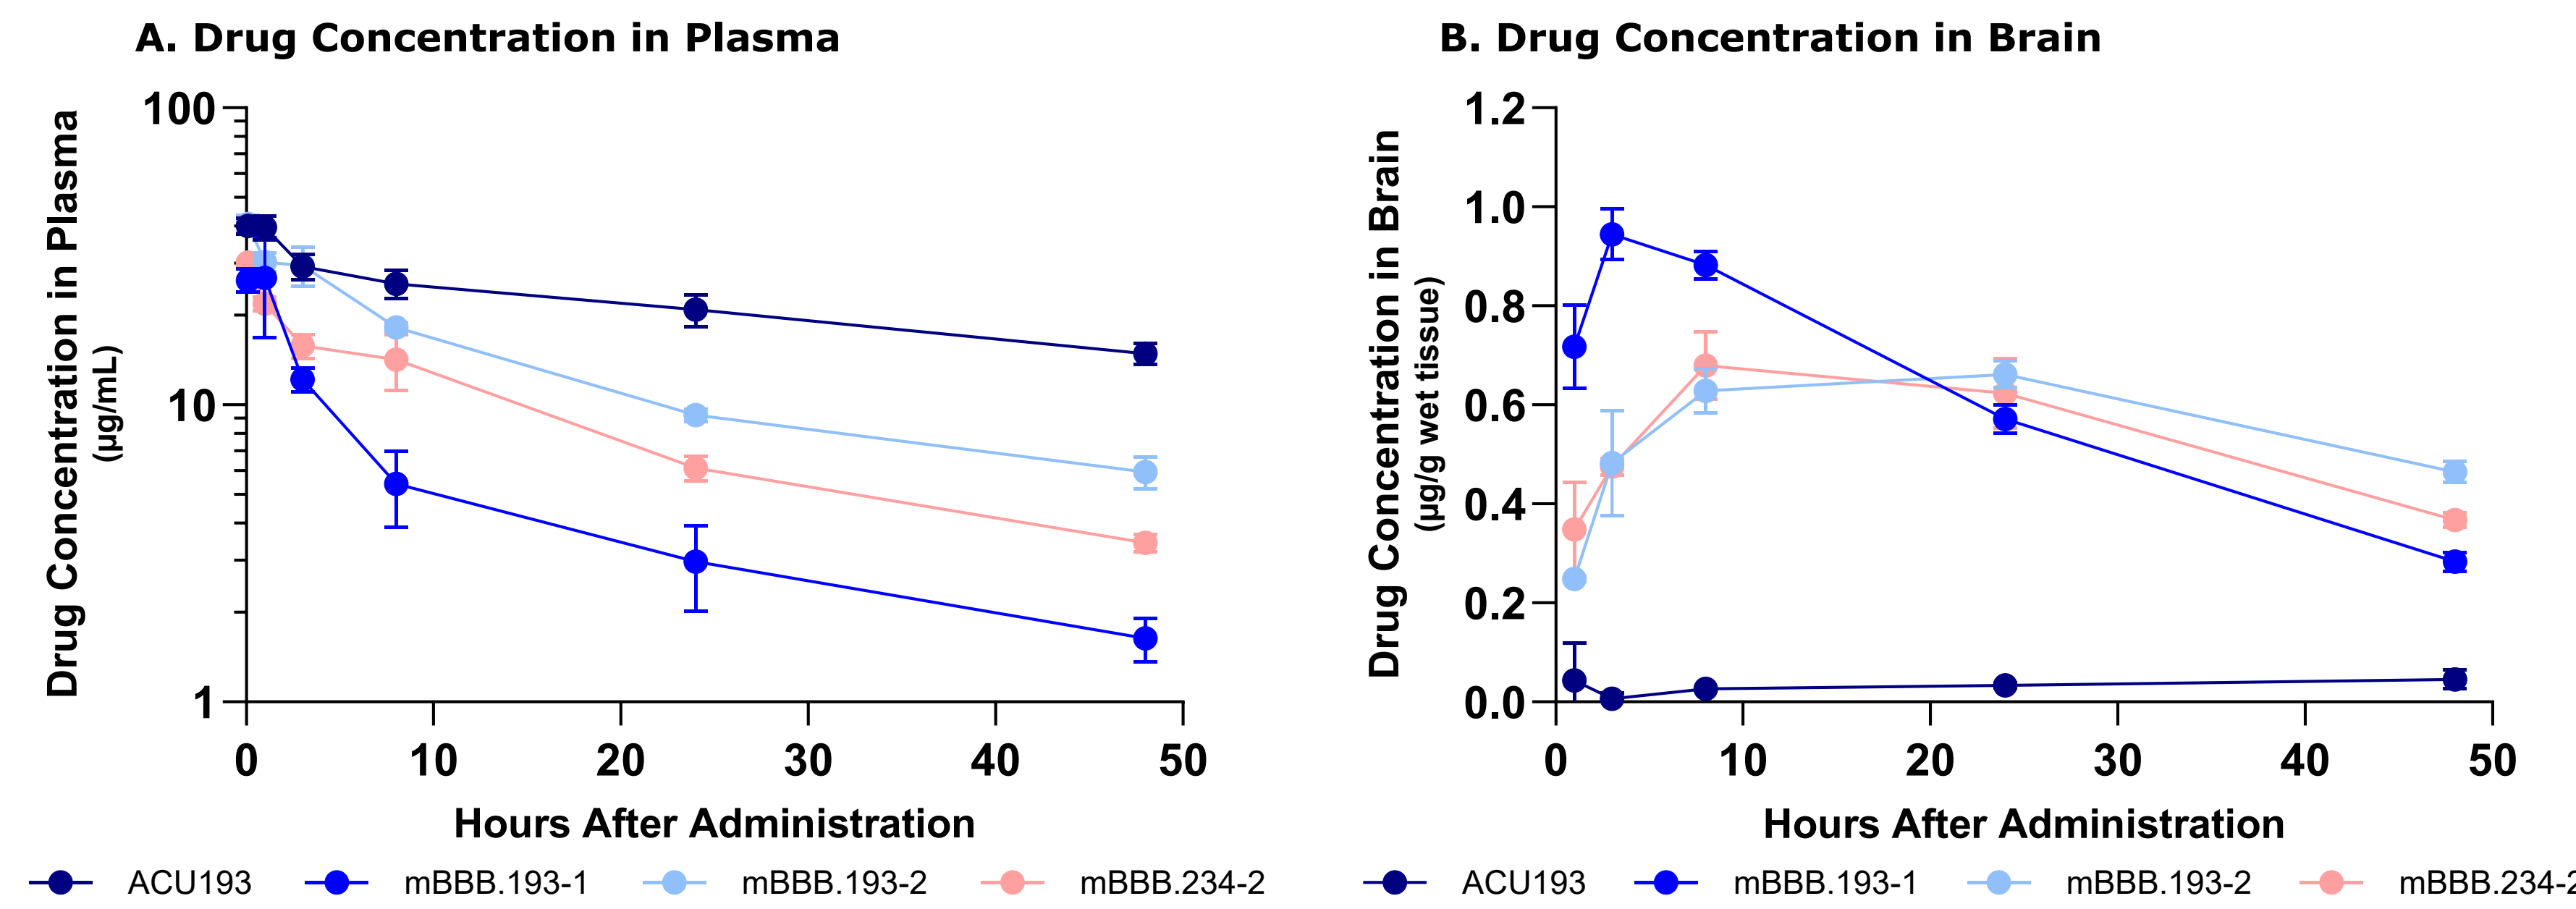 A. Drug Concentration in Plasma
Drug Concentration in Plasma
(µg/mL)
100
10
1
0 10 20 30 40 50
Hours After Administration
ACU193 mBBB.193-1 mBBB.193-2 mBBB.234-2
B. Drug Concentration in Brain
Drug Concentration in Brain
(µg/g wet tissue)
1.2
1.0
0.8
0.6
0.4
0.2
0.0
0 10 20 30 40 50
Hours After Administration
ACU193 mBBB.193-1 mBBB.193-2 mBBB.234-2